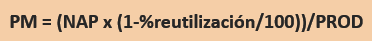 PM = (NAP x (1-%reutilización/100))/PROD